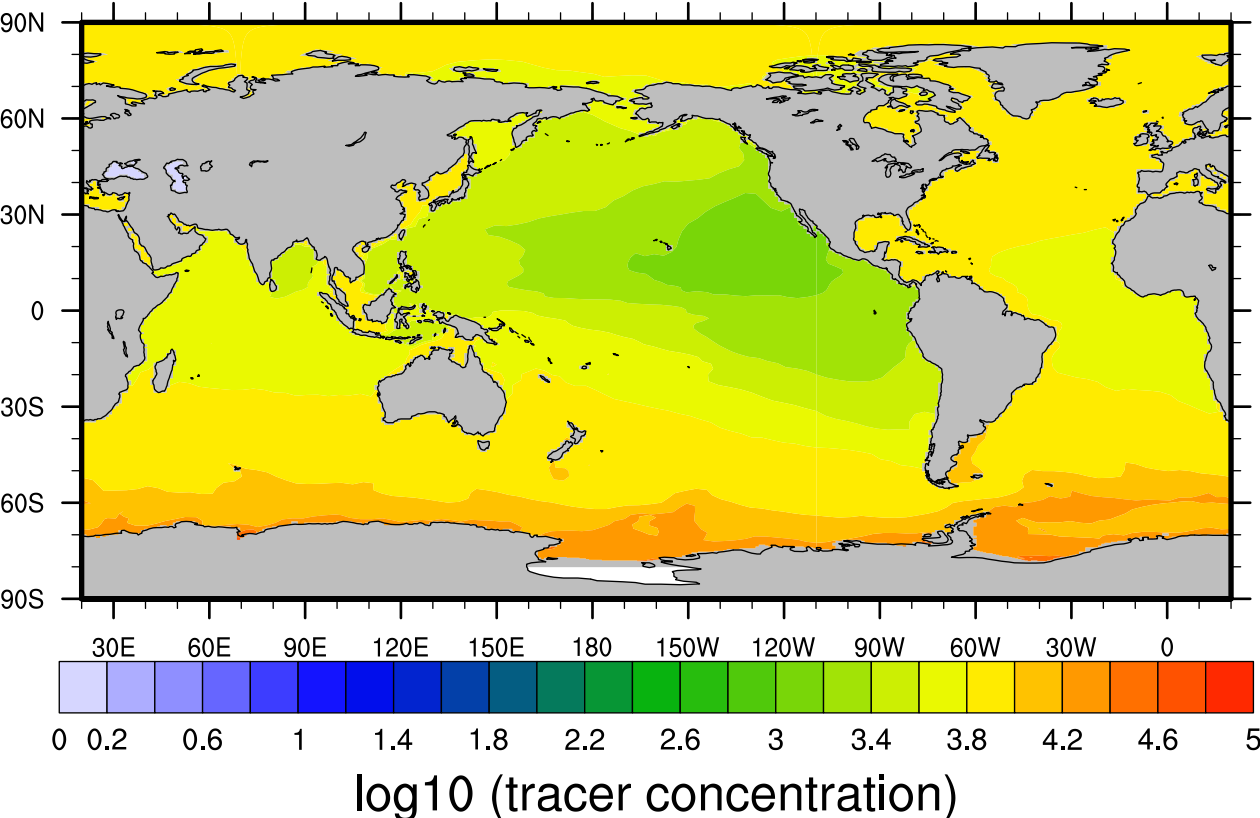 90N
60N
30N
0
30S
60S
90S
30E 60E 90E 120E 150E 180 150W 120W 90W 60W 30W 0
0 0.2 0.6 1 1.4 1.8 2.2 2.6 3 3.4 3.8 4.2 4.6 5
log10 (tracer concentration)